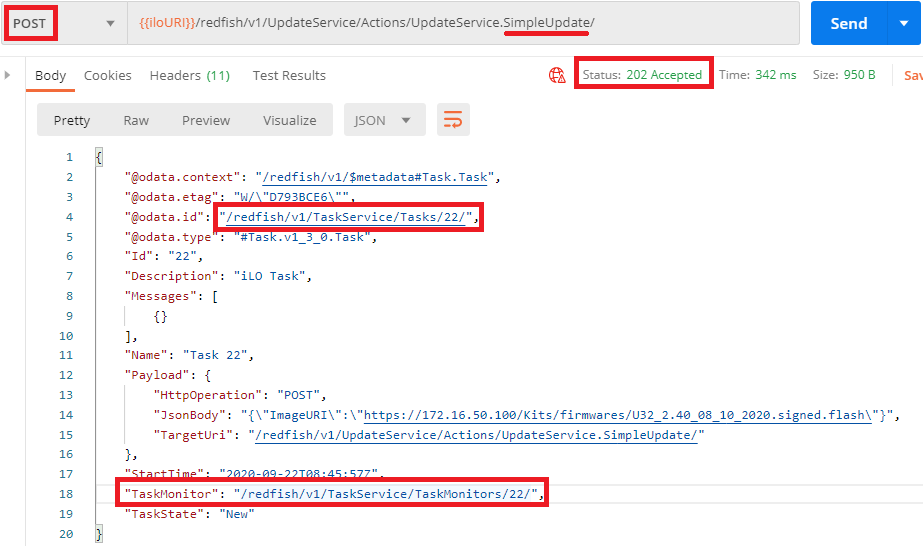 POST {{iloURI}}/redfish/v1/UpdateService/Actions/UpdateService.SimpleUpdate/ Send
Body Cookies Headers (11) Test Results Status: 202 Accepted Time: 342 ms Size: 950 B Sav
Pretty Raw Preview Visualize JSON
1 {
2 "@odata.context": "/redfish/v1/$metadata#Task.Task",
3 "@odata.etag": "W/\"D793BCE6\"",
4 "@odata.id": "/redfish/v1/TaskService/Tasks/22/",
5 "@odata.type": "#Task.v1_3_0.Task",
6 "Id": "22",
7 "Description": "iLO Task",
8 "Messages": [
9 {}
10 ],
11 "Name": "Task 22",
12 "Payload": {
13 "HttpOperation": "POST",
14 "JsonBody": "{\"ImageURI\":\"https://172.16.50.100/Kits/firmwares/U32_2.40_08_10_2020.signed.flash\"}",
15 "TargetUri": "/redfish/v1/UpdateService/Actions/UpdateService.SimpleUpdate/"
16 },
17 "StartTime": "2020-09-22T08:45:57Z",
18 "TaskMonitor": "/redfish/v1/TaskService/TaskMonitors/22/",
19 "TaskState": "New"
20 }